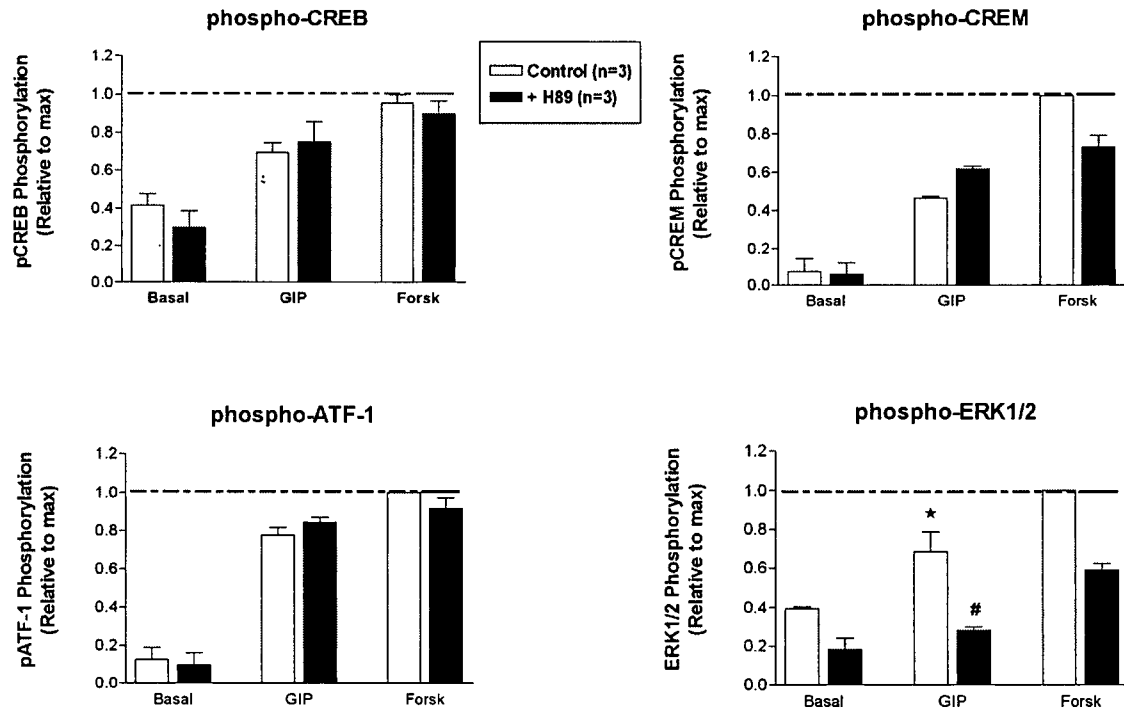 phospho-CREB
pCREB Phosphorylation
(Relative to max)
1.2
1.0
0.8
0.6
0.4
0.2
0.0
Basal
GIP
Forsk
Control (n=3)
+ H89 (n=3)
phospho-CREM
pCREM Phosphorylation
(Relative to max)
1.2
1.0
0.8
0.6
0.4
0.2
0.0
Basal
GIP
Forsk
phospho-ATF-1
pATF-1 Phosphorylation
(Relative to max)
1.2
1.0
0.8
0.6
0.4
0.2
0.0
Basal
GIP
Forsk
phospho-ERK1/2
ERK1/2 Phosphorylation
(Relative to max)
1.2
1.0
0.8
0.6
0.4
0.2
0.0
★
#
Basal
GIP
Forsk